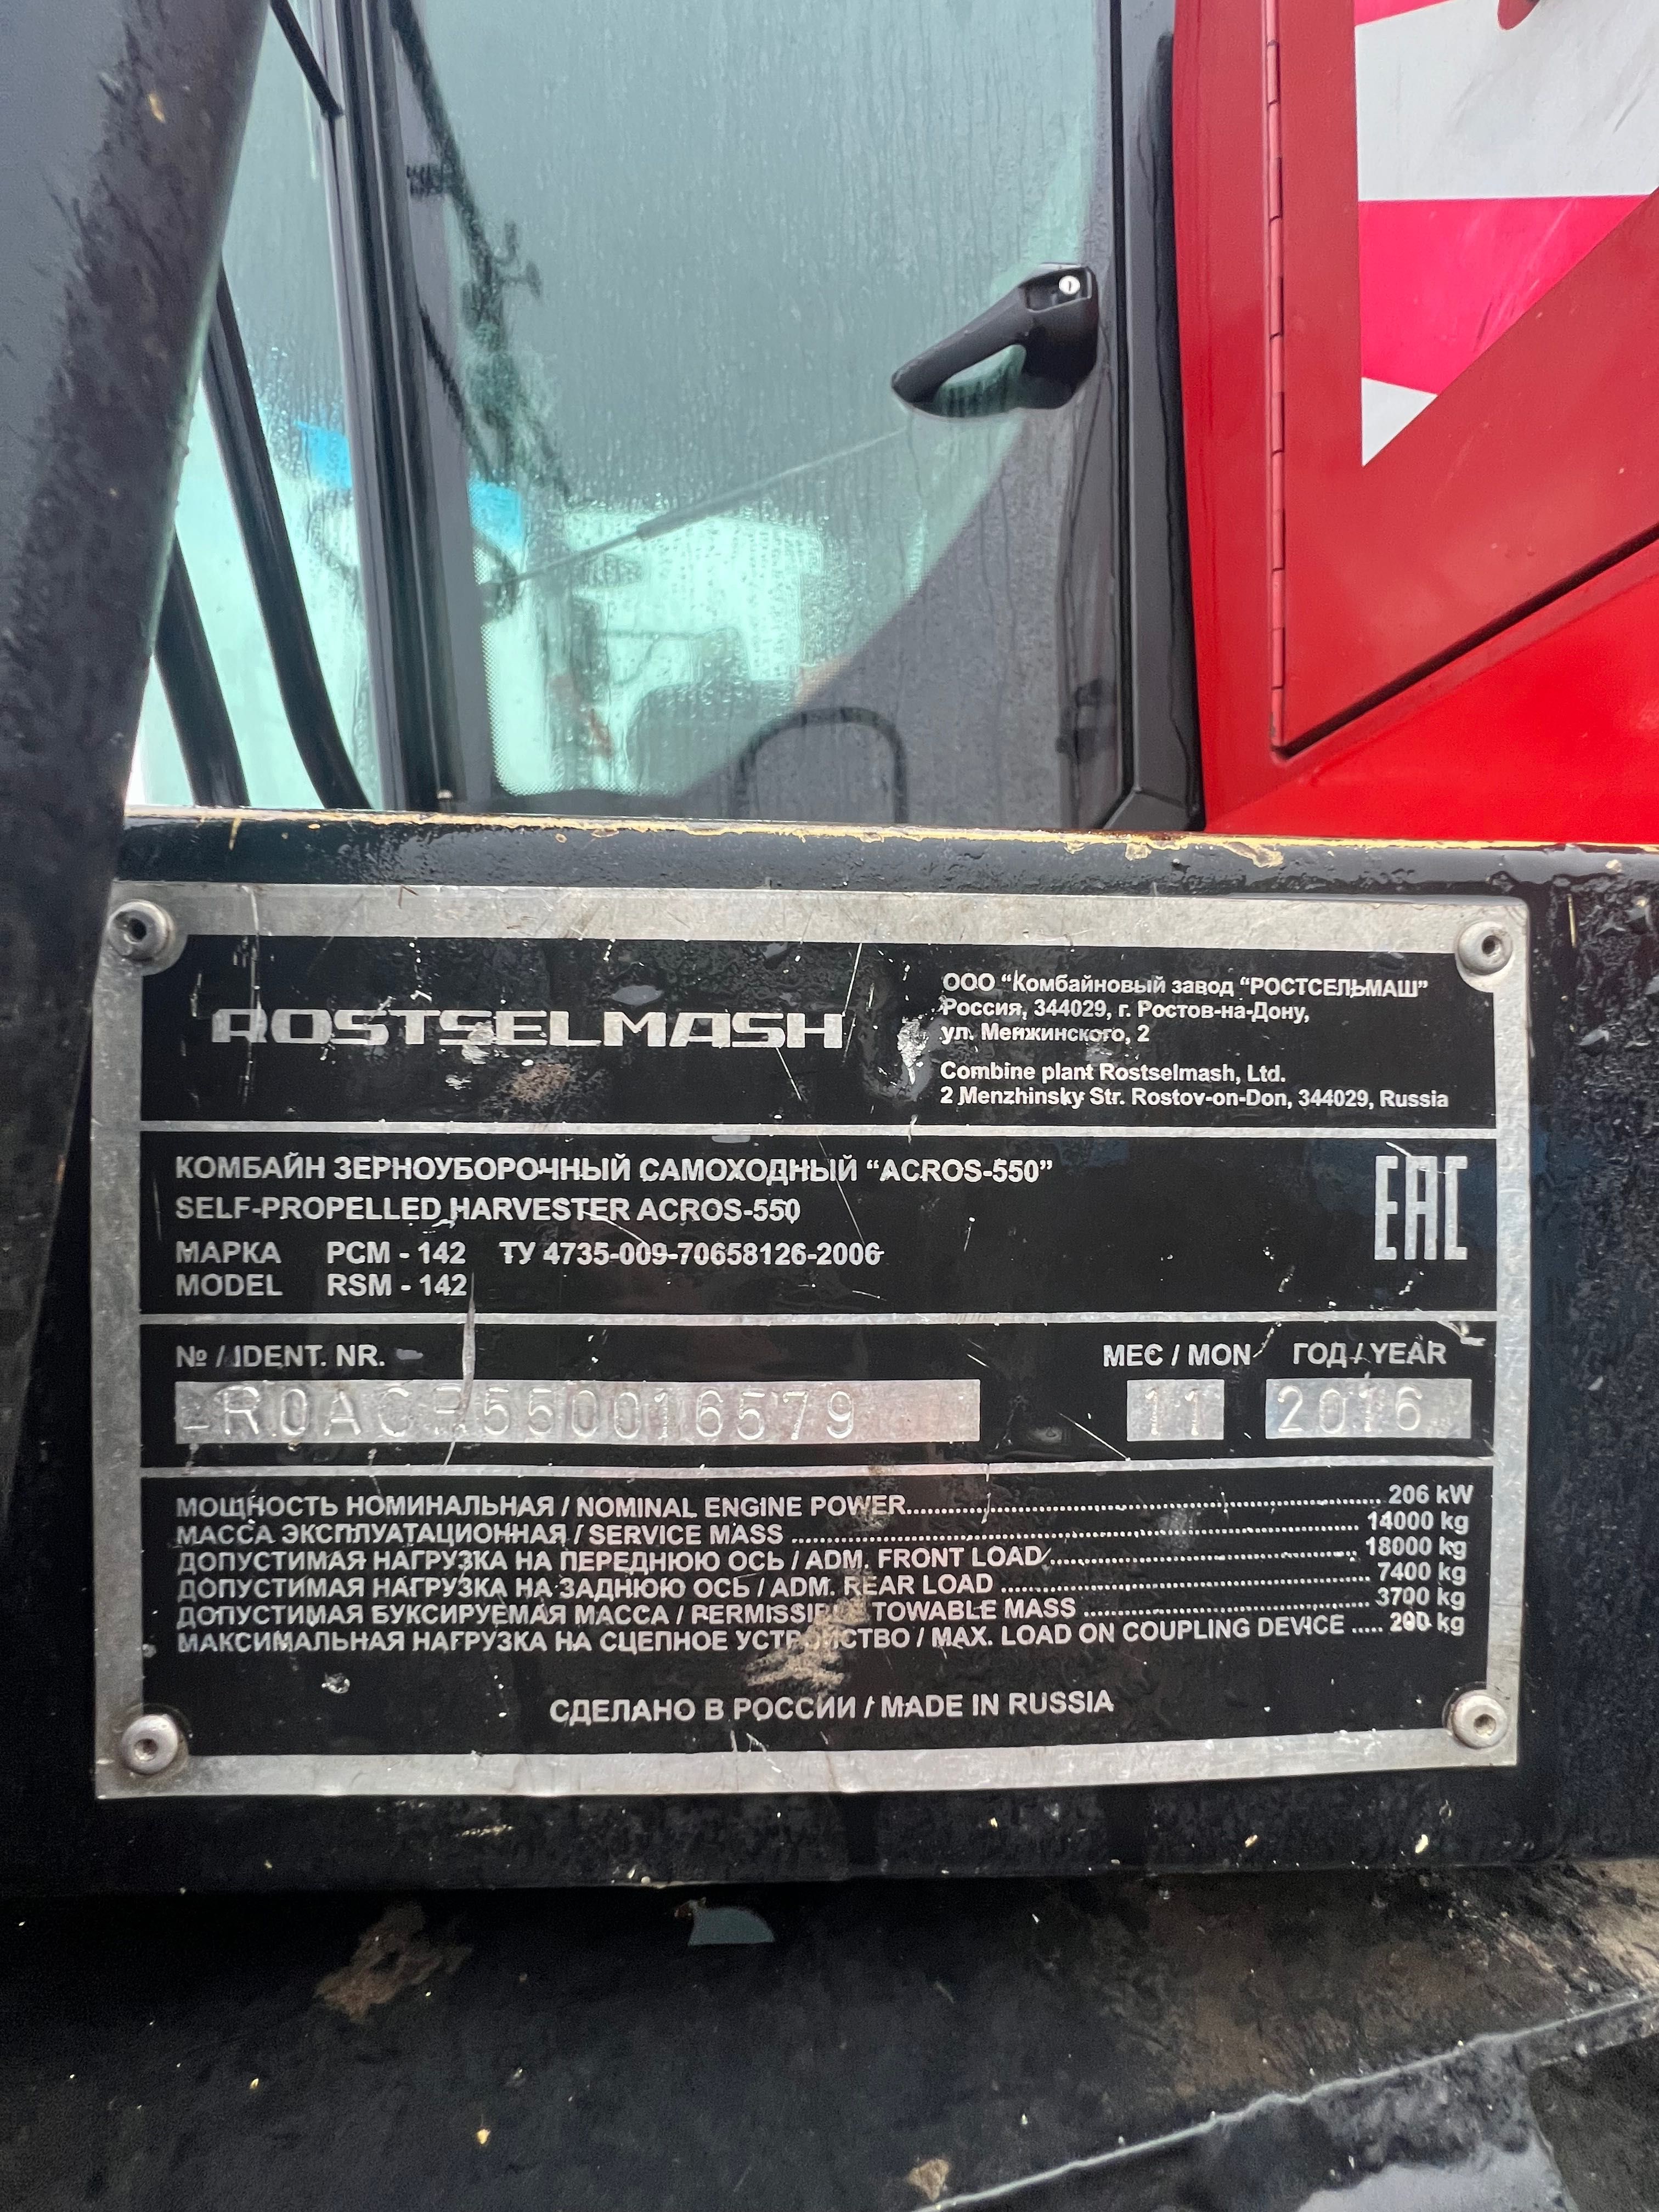 ROSTSELMASH
ООО “Комбайновый завод “РОСТСЕЛЬМАШ”
Россия, 344029, г. Ростов-на-Дону,
ул. Менжинского, 2
Combine plant Rostselmash, Ltd.
2 Menzhinsky Str. Rostov-on-Don, 344029, Russia
КОМБАЙН ЗЕРНОУБОРОЧНЫЙ САМОХОДНЫЙ “ACROS-550”
SELF-PROPELLED HARVESTER ACROS-550
EAC
МАРКА РСМ - 142 ТУ 4735-009-70658126-2006
MODEL RSM - 142
№ / IDENT. NR. МЕС / MON ГОД / YEAR
R0ACR550016579 11 2016
МОЩНОСТЬ НОМИНАЛЬНАЯ / NOMINAL ENGINE POWER 206 kW
МАССА ЭКСПЛУАТАЦИОННАЯ / SERVICE MASS 14000 kg
ДОПУСТИМАЯ НАГРУЗКА НА ПЕРЕДНЮЮ ОСЬ / ADM. FRONT LOAD 18000 kg
ДОПУСТИМАЯ НАГРУЗКА НА ЗАДНЮЮ ОСЬ / ADM. REAR LOAD 7400 kg
ДОПУСТИМАЯ БУКСИРУЕМАЯ МАССА / PERMISSIBLE TOWABLE MASS 3700 kg
МАКСИМАЛЬНАЯ НАГРУЗКА НА СЦЕПНОЕ УСТРОЙСТВО / MAX. LOAD ON COUPLING DEVICE 200 kg
СДЕЛАНО В РОССИИ / MADE IN RUSSIA